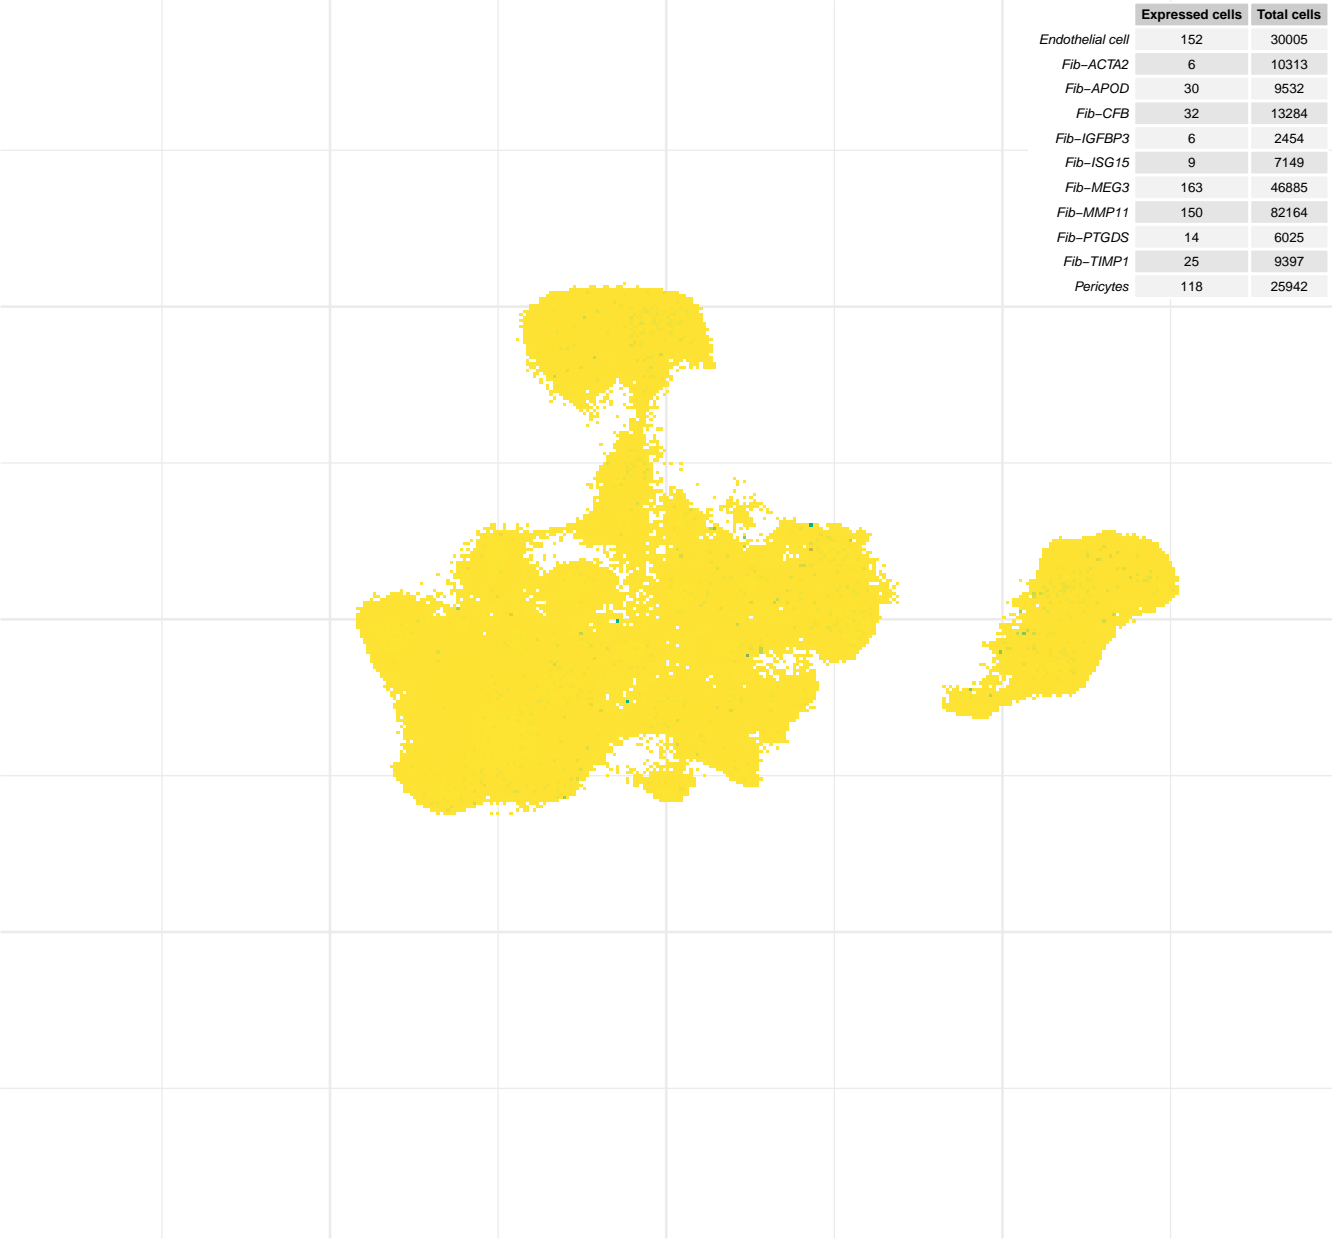 Expressed cells Total cells
Endothelial cell 152 30005
Fib−ACTA2 6 10313
Fib−APOD 30 9532
Fib−CFB 32 13284
Fib−IGFBP3 6 2454
Fib−ISG15 9 7149
Fib−MEG3 163 46885
Fib−MMP11 150 82164
Fib−PTGDS 14 6025
Fib−TIMP1 25 9397
Pericytes 118 25942